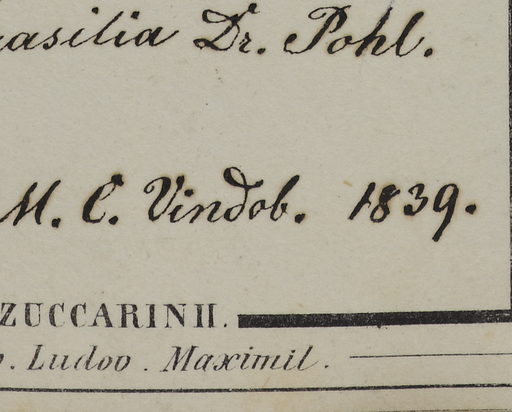 asilia Dr. Pohl.
M. C. Vindob. 1839.
ZUCCARINII.
. Ludov. Maximil.